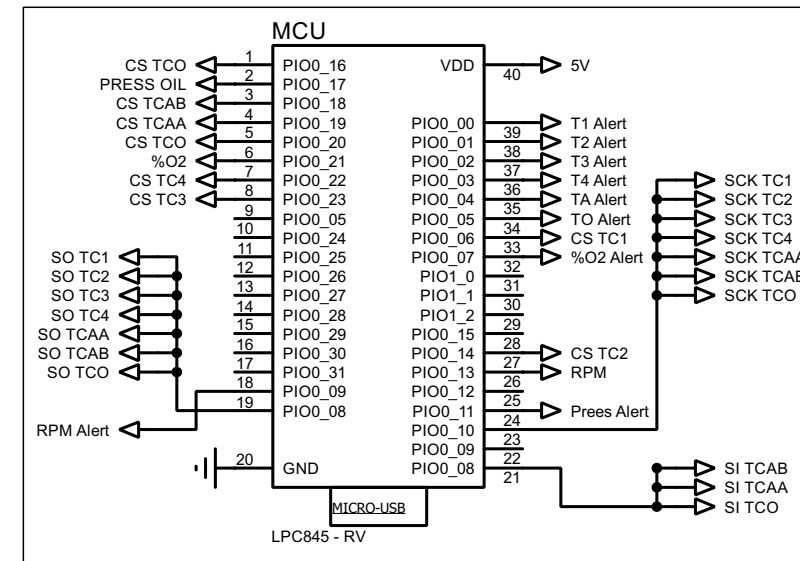 MCU
CS TCO 1 PIO0_16 VDD 40 5V
PRESS OIL 2 PIO0_17
CS TCAB 3 PIO0_18
CS TCAA 4 PIO0_19 PIO0_00 39 T1 Alert
CS TCO 5 PIO0_20 PIO0_01 38 T2 Alert
%O2 6 PIO0_21 PIO0_02 37 T3 Alert
CS TC4 7 PIO0_22 PIO0_03 36 T4 Alert SCK TC1
CS TC3 8 PIO0_23 PIO0_04 35 TA Alert SCK TC2
9 PIO0_05 PIO0_05 34 TO Alert SCK TC3
10 PIO0_24 PIO0_06 33 CS TC1 SCK TC4
SO TC1 11 PIO0_25 PIO0_07 32 %O2 Alert SCK TCAA
SO TC2 12 PIO0_26 PIO1_0 31 SCK TCAB
SO TC3 13 PIO0_27 PIO1_1 30 SCK TCO
SO TC4 14 PIO0_28 PIO1_2 29
SO TCAA 15 PIO0_29 PIO0_15 28
SO TCAB 16 PIO0_30 PIO0_14 27 CS TC2
SO TCO 17 PIO0_31 PIO0_13 26 RPM
18 PIO0_09 PIO0_12 25
19 PIO0_08 PIO0_11 24 Prees Alert
RPM Alert PIO0_10 23
PIO0_09 22
20 GND PIO0_08 21 SI TCAB
SI TCAA
MICRO-USB SI TCO
LPC845 - RV